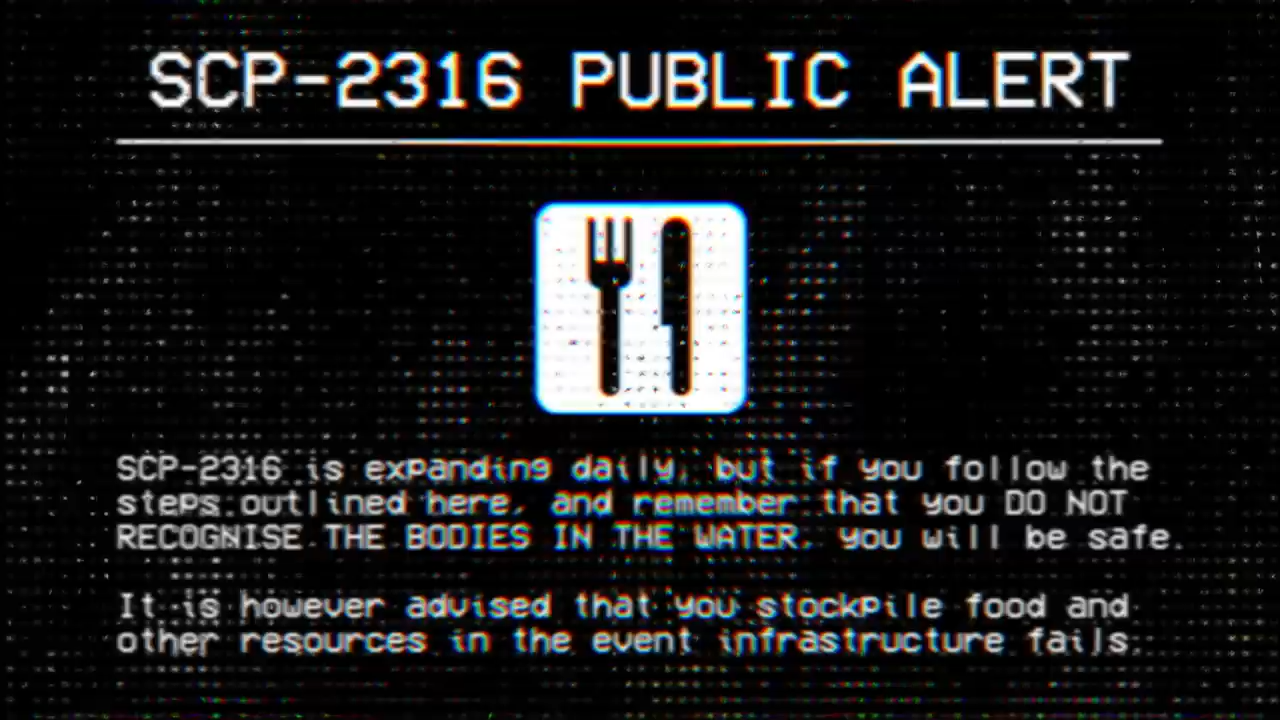 SCP-2316 PUBLIC ALERT
SCP-2316 is expanding daily, but if you follow the
steps outlined here, and remember that you DO NOT
RECOGNISE THE BODIES IN THE WATER, you will be safe.
It is however advised that you stockpile food and
other resources in the event infrastructure fails.